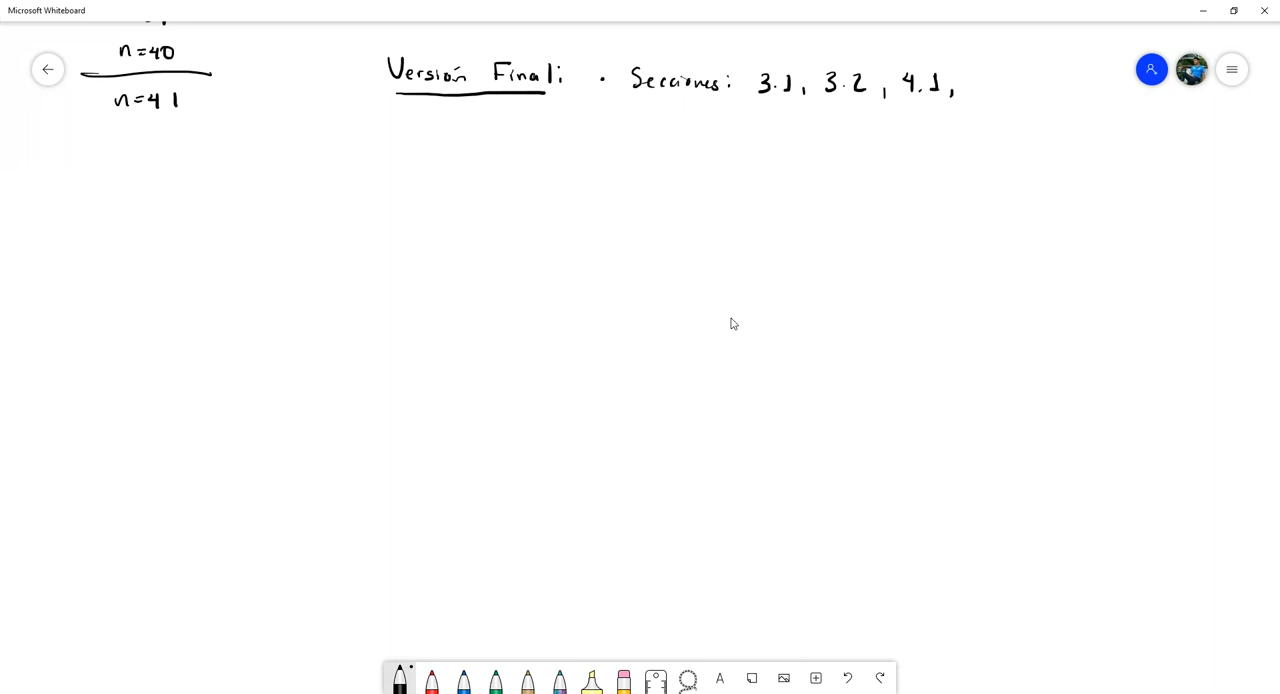 Microsoft Whiteboard
n=40
n=41
Versión Final: • Secciones: 3.1, 3.2, 4.1,